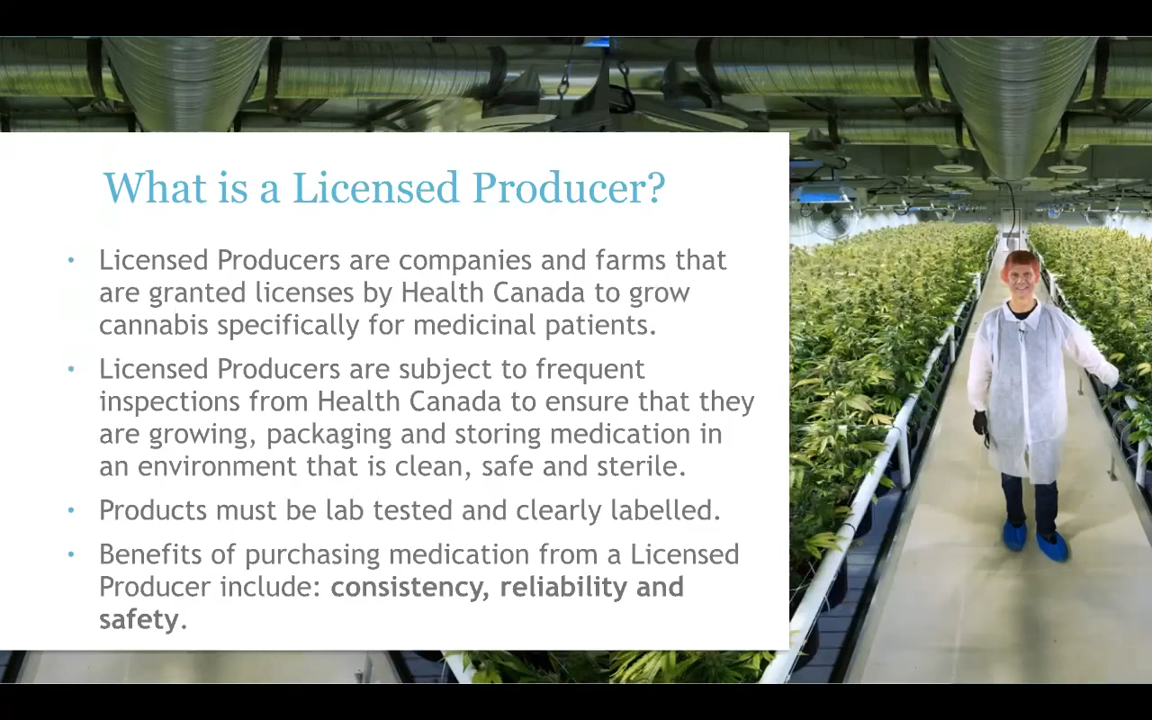 What is a Licensed Producer?
• Licensed Producers are companies and farms that
are granted licenses by Health Canada to grow
cannabis specifically for medicinal patients.
• Licensed Producers are subject to frequent
inspections from Health Canada to ensure that they
are growing, packaging and storing medication in
an environment that is clean, safe and sterile.
• Products must be lab tested and clearly labelled.
• Benefits of purchasing medication from a Licensed
Producer include: consistency, reliability and
safety.